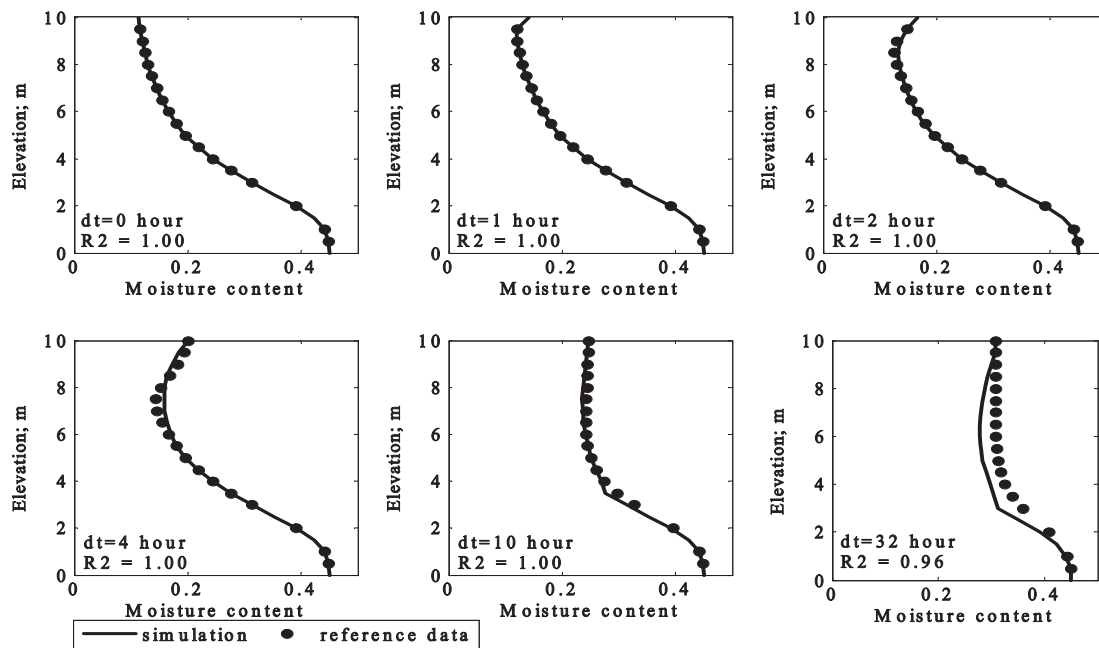 10
8
6
4
2
0
Elevation; m
dt=0 hour
R2 = 1.00
0 0.2 0.4
Moisture content
10
8
6
4
2
0
Elevation; m
dt=1 hour
R2 = 1.00
0 0.2 0.4
Moisture content
10
8
6
4
2
0
Elevation; m
dt=2 hour
R2 = 1.00
0 0.2 0.4
Moisture content
10
8
6
4
2
0
Elevation; m
dt=4 hour
R2 = 1.00
0 0.2 0.4
Moisture content
10
8
6
4
2
0
Elevation; m
dt=10 hour
R2 = 1.00
0 0.2 0.4
Moisture content
10
8
6
4
2
0
Elevation; m
dt=32 hour
R2 = 0.96
0 0.2 0.4
Moisture content
simulation reference data